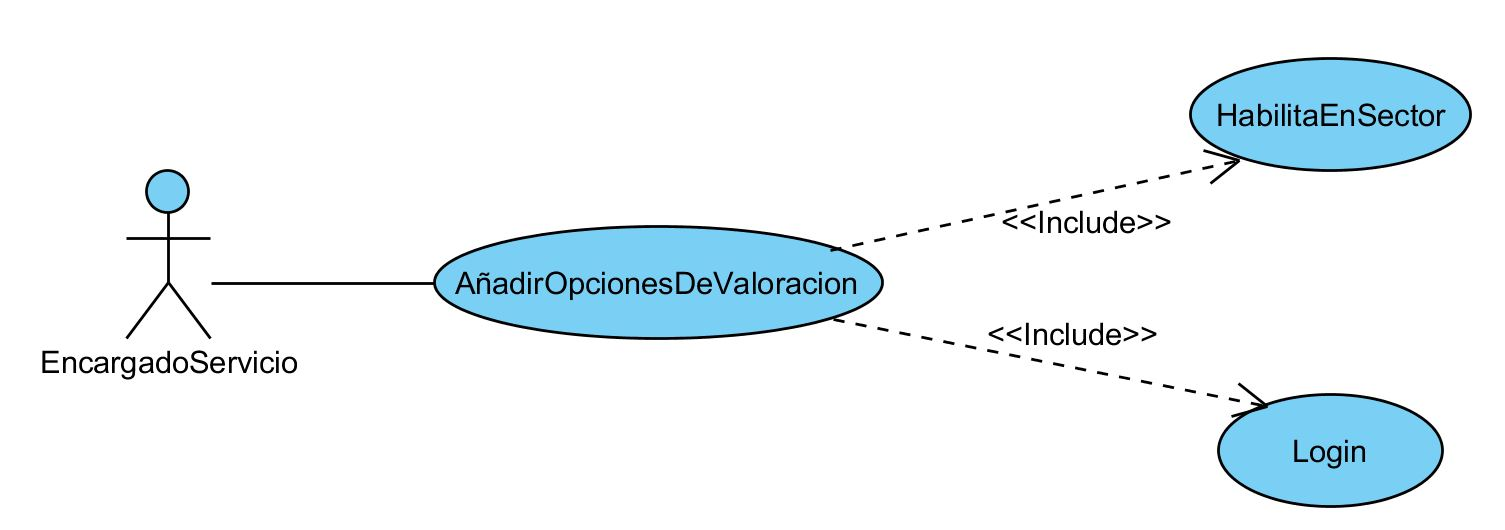 HabilitaEnSector
<<Include>>
AñadirOpcionesDeValoracion
<<Include>>
EncargadoServicio
Login